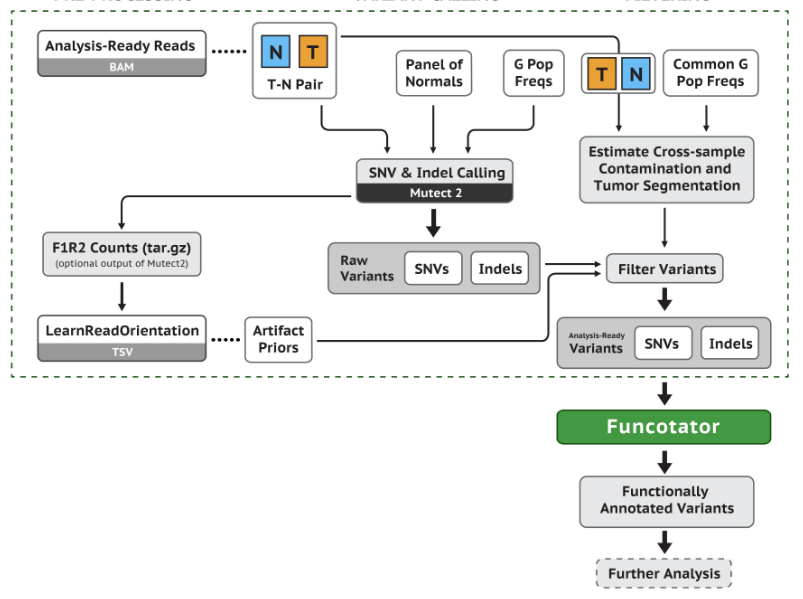 Analysis-Ready Reads
BAM
N T
T-N Pair
Panel of
Normals
G Pop
Freqs
T N
Common G
Pop Freqs
SNV & Indel Calling
Mutect 2
Estimate Cross-sample
Contamination and
Tumor Segmentation
F1R2 Counts (tar.gz)
(optional output of Mutect2)
Raw
Variants
SNVs
Indels
Filter Variants
LearnReadOrientation
TSV
Artifact
Priors
Analysis-Ready
Variants
SNVs
Indels
Funcotator
Functionally
Annotated Variants
Further Analysis